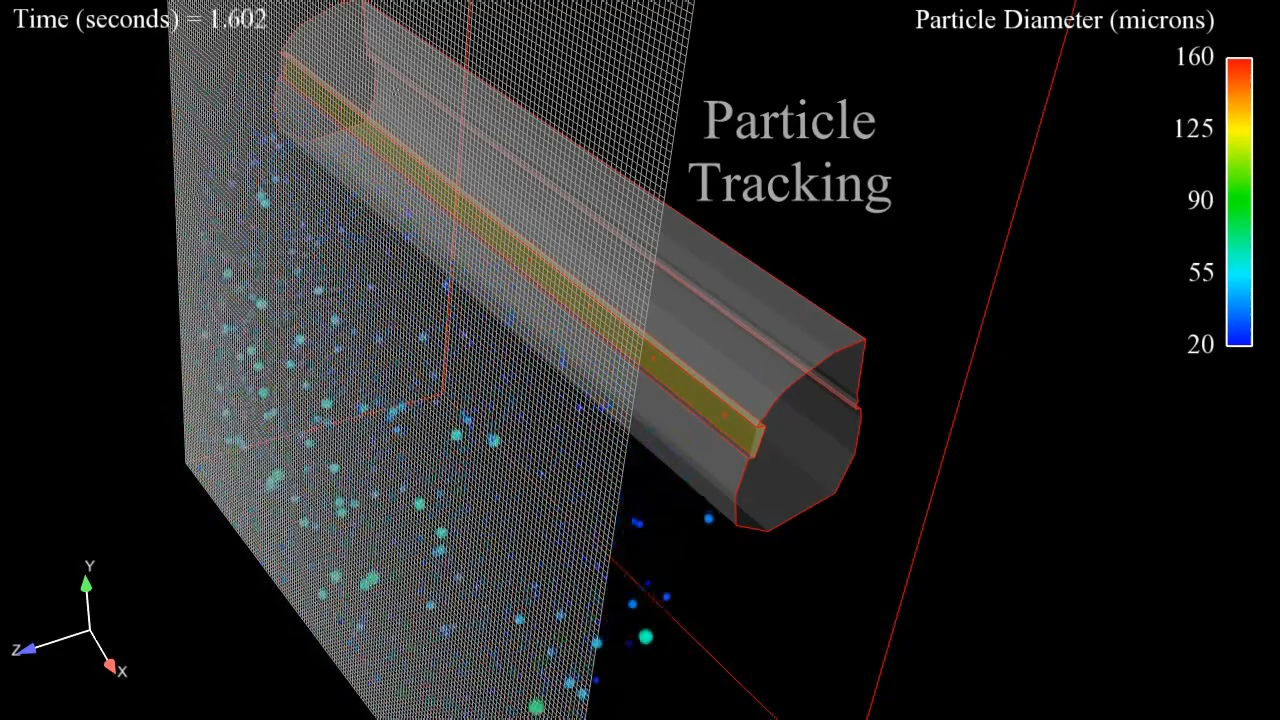 Time (seconds) = 1.602
Particle Diameter (microns)
160
125
90
55
20
Particle
Tracking
Y
Z
X